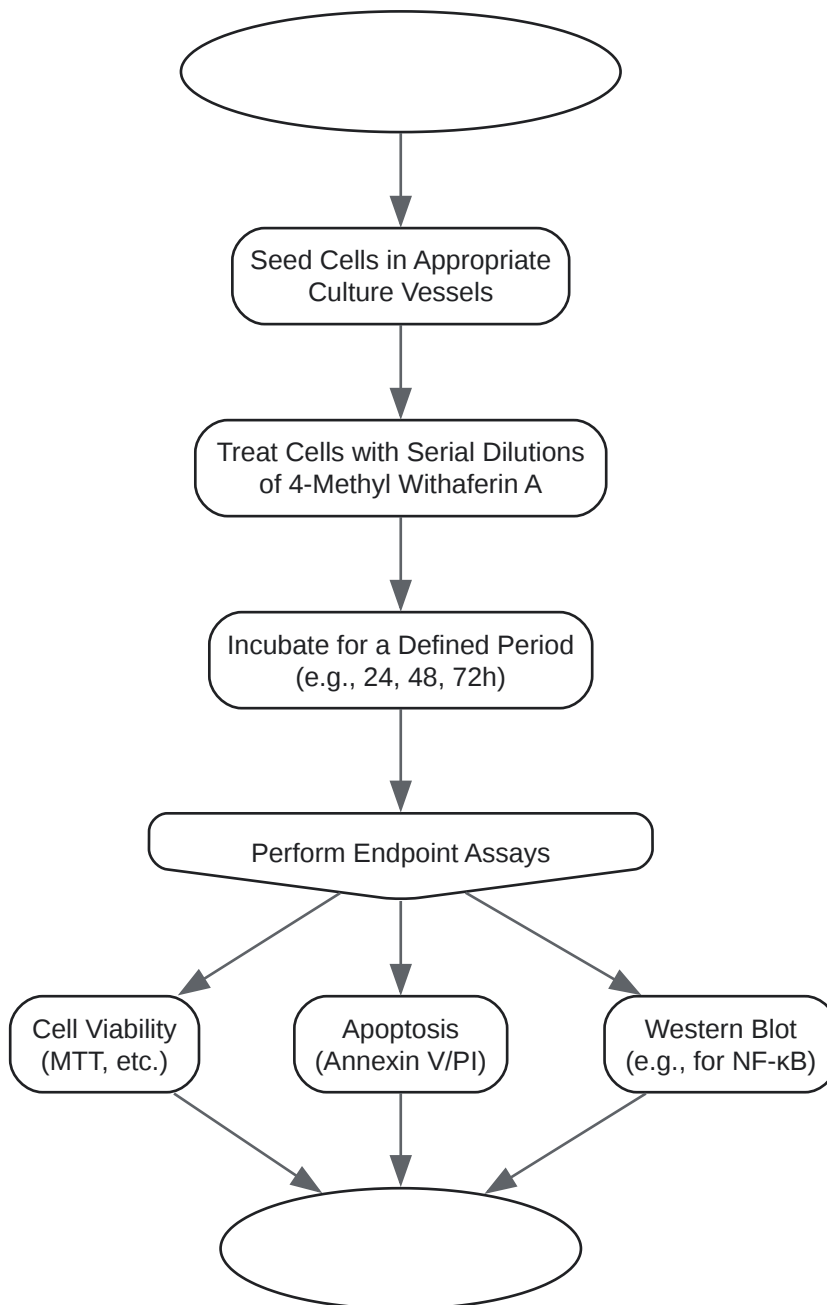 Seed Cells in Appropriate
Culture Vessels
Treat Cells with Serial Dilutions
of 4-Methyl Withaferin A
Incubate for a Defined Period
(e.g., 24, 48, 72h)
Perform Endpoint Assays
Cell Viability
(MTT, etc.)
Apoptosis
(Annexin V/PI)
Western Blot
(e.g., for NF-κB)